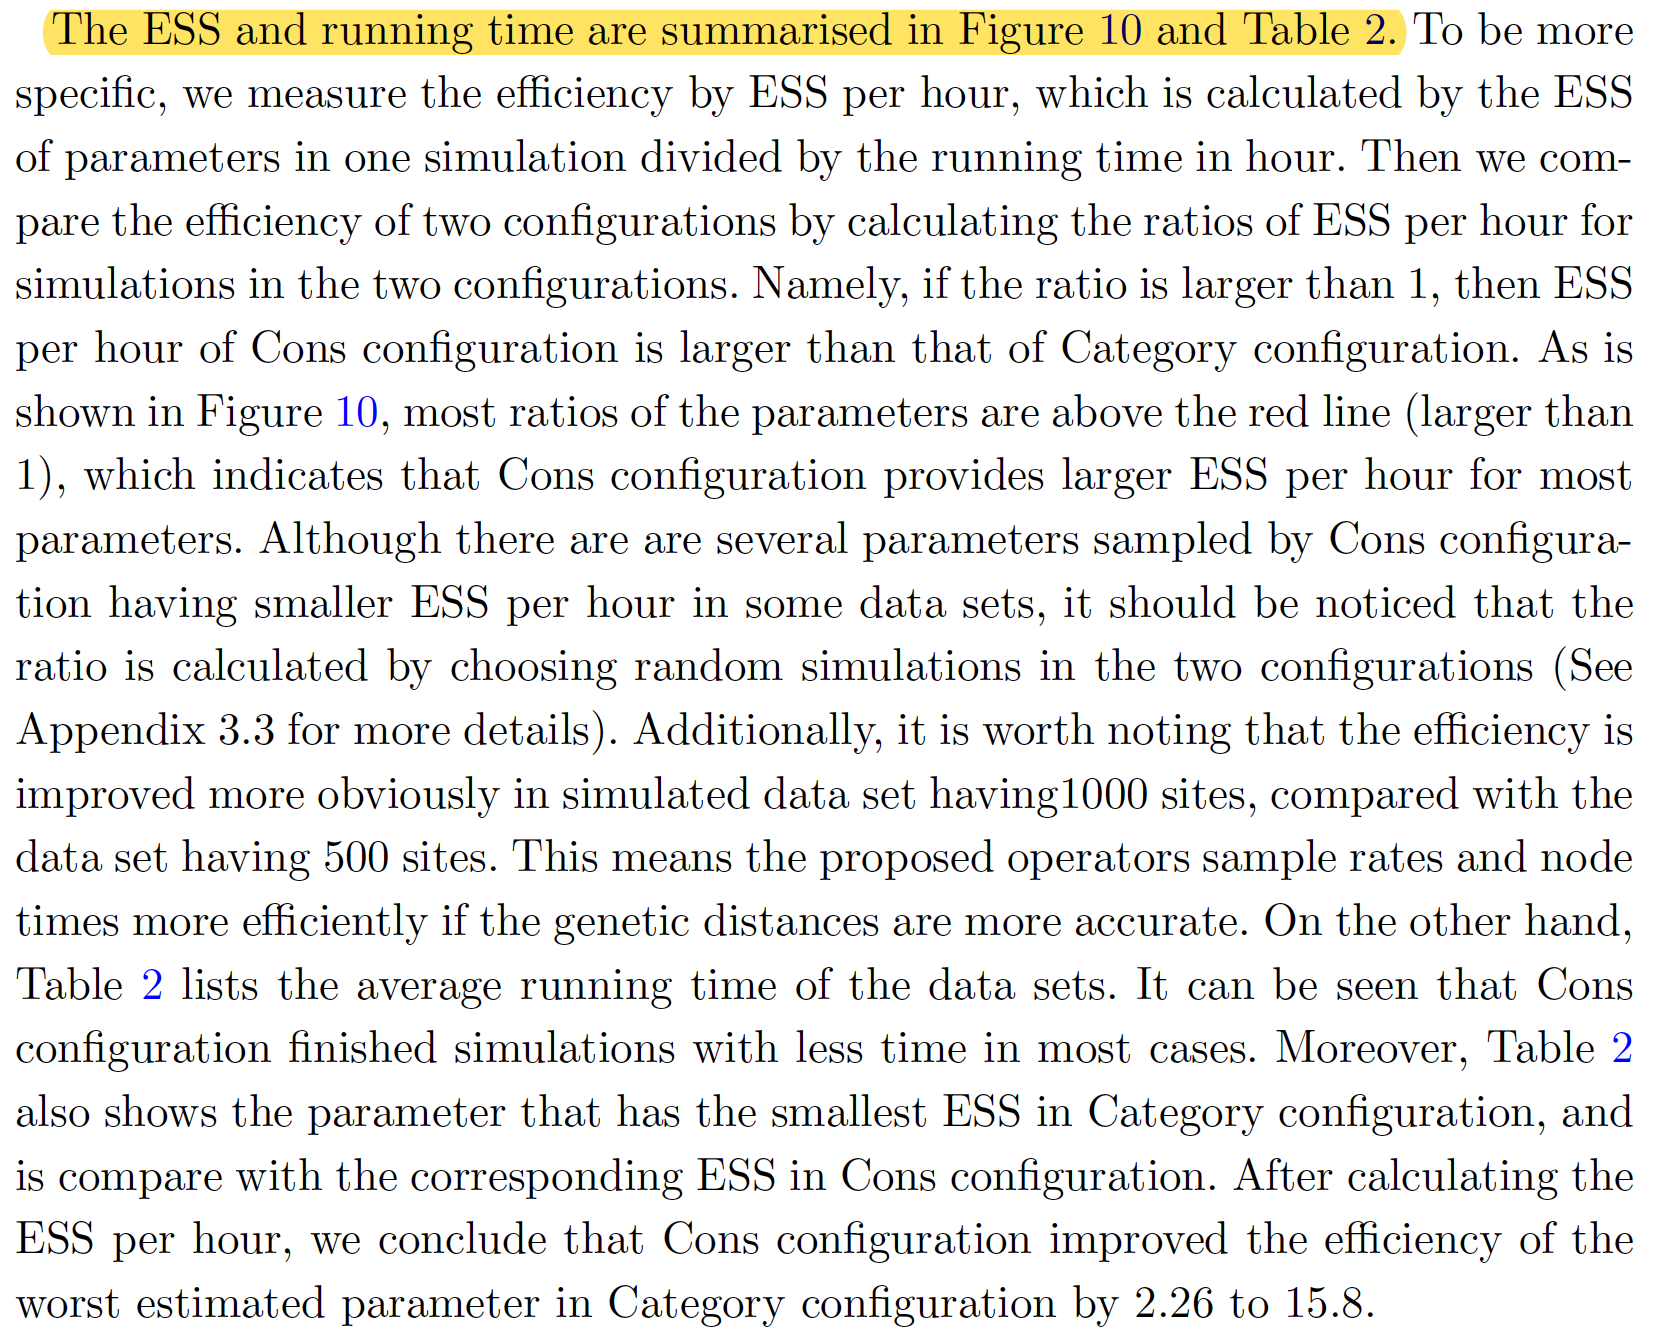 The ESS and running time are summarised in Figure 10 and Table 2. To be more
specific, we measure the efficiency by ESS per hour, which is calculated by the ESS
of parameters in one simulation divided by the running time in hour. Then we com-
pare the efficiency of two configurations by calculating the ratios of ESS per hour for
simulations in the two configurations. Namely, if the ratio is larger than 1, then ESS
per hour of Cons configuration is larger than that of Category configuration. As is
shown in Figure 10, most ratios of the parameters are above the red line (larger than
1), which indicates that Cons configuration provides larger ESS per hour for most
parameters. Although there are are several parameters sampled by Cons configura-
tion having smaller ESS per hour in some data sets, it should be noticed that the
ratio is calculated by choosing random simulations in the two configurations (See
Appendix 3.3 for more details). Additionally, it is worth noting that the efficiency is
improved more obviously in simulated data set having1000 sites, compared with the
data set having 500 sites. This means the proposed operators sample rates and node
times more efficiently if the genetic distances are more accurate. On the other hand,
Table 2 lists the average running time of the data sets. It can be seen that Cons
configuration finished simulations with less time in most cases. Moreover, Table 2
also shows the parameter that has the smallest ESS in Category configuration, and
is compare with the corresponding ESS in Cons configuration. After calculating the
ESS per hour, we conclude that Cons configuration improved the efficiency of the
worst estimated parameter in Category configuration by 2.26 to 15.8.